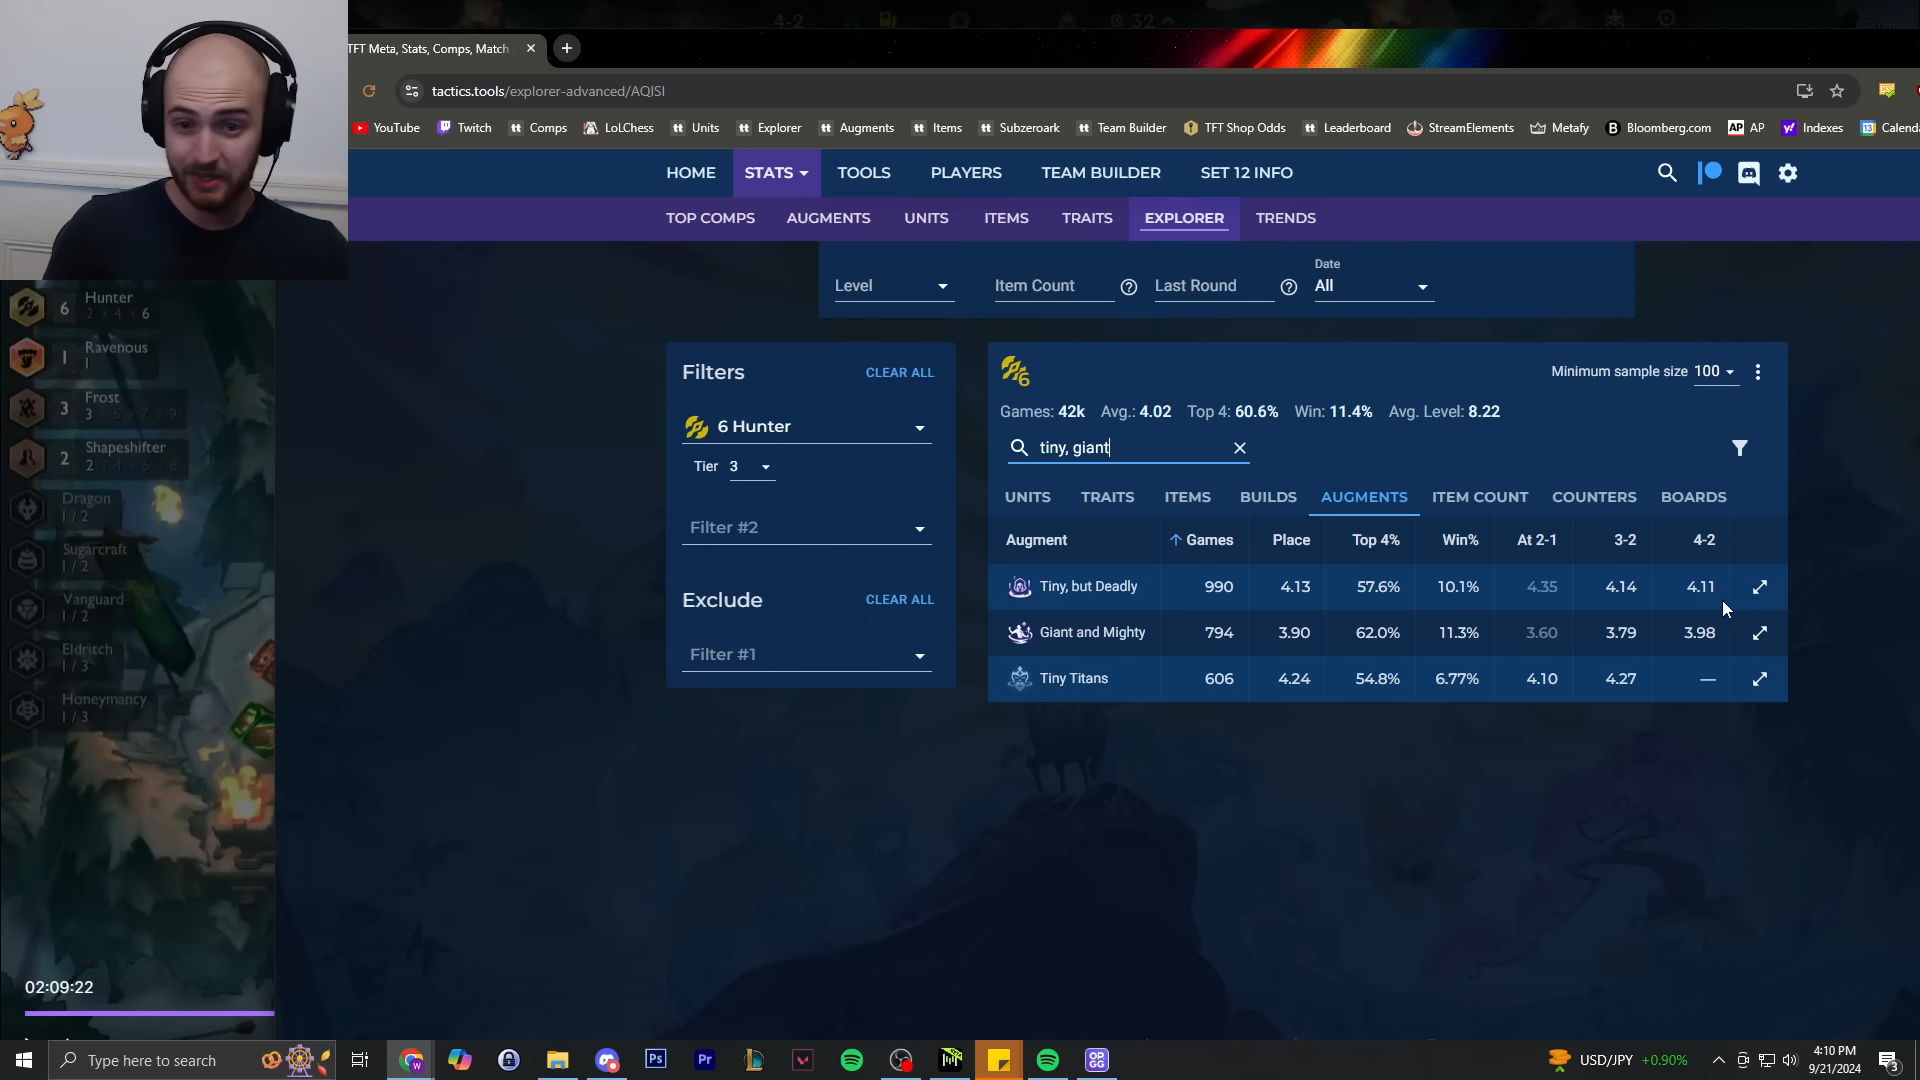 4-2
32
TFT Meta, Stats, Comps, Match
tactics.tools/explorer-advanced/AQISI
YouTube Twitch Comps LoLChess Units Explorer Augments Items Subzeroark Team Builder TFT Shop Odds Leaderboard StreamElements Metafy Bloomberg.com AP Indexes Calenda
HOME STATS TOOLS PLAYERS TEAM BUILDER SET 12 INFO
TOP COMPS AUGMENTS UNITS ITEMS TRAITS EXPLORER TRENDS
Date
Level Item Count Last Round All
6 Hunter
2 4 6
1 Ravenous
1
3 Frost
3 5 7 9
2 Shapeshifter
2 4 6 8
Dragon
1 / 2
Sugarcraft
1 / 2
Vanguard
1 / 2
Eldritch
1 / 3
Honeymancy
1 / 3
02:09:22
Filters CLEAR ALL
6 Hunter
Tier 3
Filter #2
Exclude CLEAR ALL
Filter #1
6
Minimum sample size 100
Games: 42k Avg.: 4.02 Top 4: 60.6% Win: 11.4% Avg. Level: 8.22
tiny, giant
UNITS TRAITS ITEMS BUILDS AUGMENTS ITEM COUNT COUNTERS BOARDS
Augment Games Place Top 4% Win% At 2-1 3-2 4-2
Tiny, but Deadly 990 4.13 57.6% 10.1% 4.35 4.14 4.11
Giant and Mighty 794 3.90 62.0% 11.3% 3.60 3.79 3.98
Tiny Titans 606 4.24 54.8% 6.77% 4.10 4.27 —
Type here to search
USD/JPY +0.90%
4:10 PM
9/21/2024
3